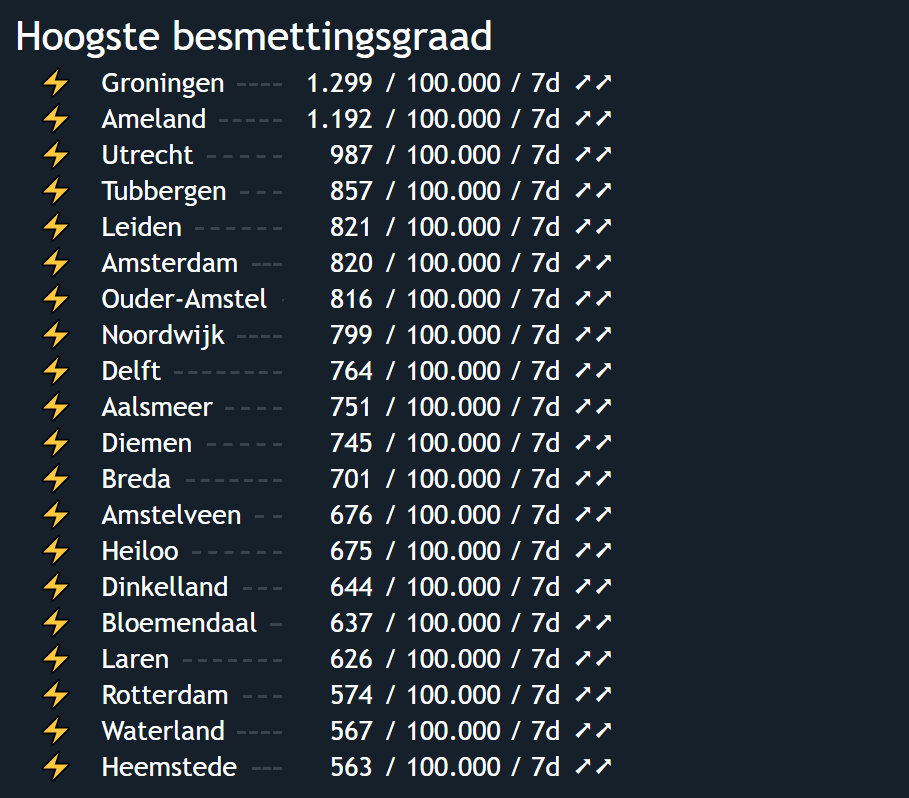 Hoogste besmettingsgraad
⚡ Groningen ---- 1.299 / 100.000 / 7d ➚➚
⚡ Ameland ----- 1.192 / 100.000 / 7d ➚➚
⚡ Utrecht ------ 987 / 100.000 / 7d ➚➚
⚡ Tubbergen --- 857 / 100.000 / 7d ➚➚
⚡ Leiden ------- 821 / 100.000 / 7d ➚➚
⚡ Amsterdam --- 820 / 100.000 / 7d ➚➚
⚡ Ouder-Amstel - 816 / 100.000 / 7d ➚➚
⚡ Noordwijk ---- 799 / 100.000 / 7d ➚➚
⚡ Delft -------- 764 / 100.000 / 7d ➚➚
⚡ Aalsmeer ---- 751 / 100.000 / 7d ➚➚
⚡ Diemen ------ 745 / 100.000 / 7d ➚➚
⚡ Breda ------- 701 / 100.000 / 7d ➚➚
⚡ Amstelveen -- 676 / 100.000 / 7d ➚➚
⚡ Heiloo ------ 675 / 100.000 / 7d ➚➚
⚡ Dinkelland --- 644 / 100.000 / 7d ➚➚
⚡ Bloemendaal - 637 / 100.000 / 7d ➚➚
⚡ Laren ------- 626 / 100.000 / 7d ➚➚
⚡ Rotterdam --- 574 / 100.000 / 7d ➚➚
⚡ Waterland ---- 567 / 100.000 / 7d ➚➚
⚡ Heemstede --- 563 / 100.000 / 7d ➚➚